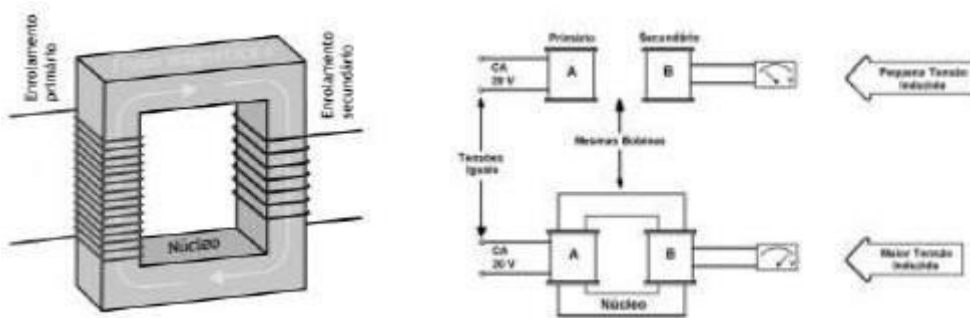 Enrolamento
primário
Enrolamento
secundário
Núcleo
Primário
Secundário
CA
20 V
A
B
V
Pequena Tensão
Induzida
Tensões
Iguais
Mesmas Bobinas
CA
20 V
A
B
V
Maior Tensão
Induzida
Núcleo